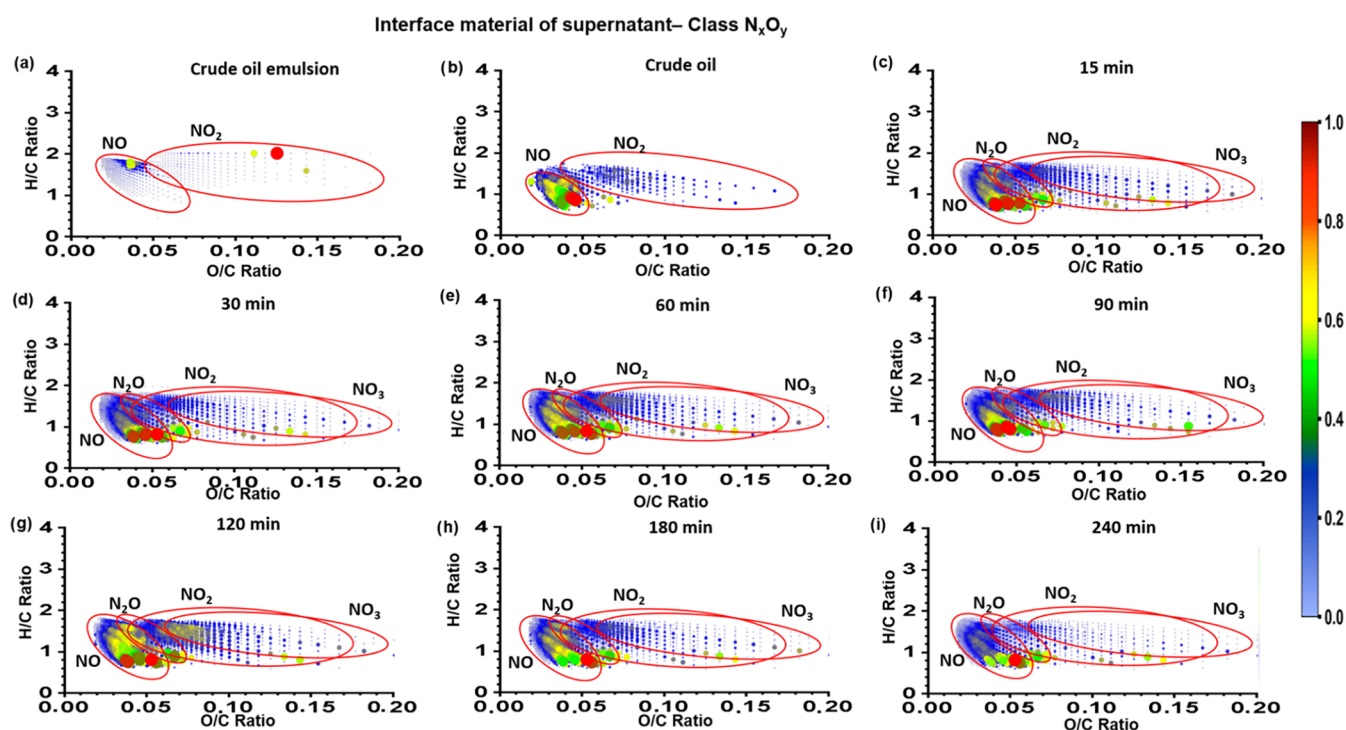 Interface material of supernatant– Class NxOy
(a)
Crude oil emulsion
4
3
2
1
0
H/C Ratio
NO
NO2
0.00 0.05 0.10 0.15 0.20
O/C Ratio
(b)
Crude oil
4
3
2
1
0
H/C Ratio
NO
NO2
0.00 0.05 0.10 0.15 0.20
O/C Ratio
(c)
15 min
4
3
2
1
0
H/C Ratio
N2O
NO2
NO3
NO
0.00 0.05 0.10 0.15 0.20
O/C Ratio
(d)
30 min
4
3
2
1
0
H/C Ratio
N2O
NO2
NO3
NO
0.00 0.05 0.10 0.15 0.20
O/C Ratio
(e)
60 min
4
3
2
1
0
H/C Ratio
N2O
NO2
NO3
NO
0.00 0.05 0.10 0.15 0.20
O/C Ratio
(f)
90 min
4
3
2
1
0
H/C Ratio
N2O
NO2
NO3
NO
0.00 0.05 0.10 0.15 0.20
O/C Ratio
(g)
120 min
4
3
2
1
0
H/C Ratio
N2O
NO2
NO3
NO
0.00 0.05 0.10 0.15 0.20
O/C Ratio
(h)
180 min
4
3
2
1
0
H/C Ratio
N2O
NO2
NO3
NO
0.00 0.05 0.10 0.15 0.20
O/C Ratio
(i)
240 min
4
3
2
1
0
H/C Ratio
N2O
NO2
NO3
NO
0.00 0.05 0.10 0.15 0.20
O/C Ratio
1.0
0.8
0.6
0.4
0.2
0.0